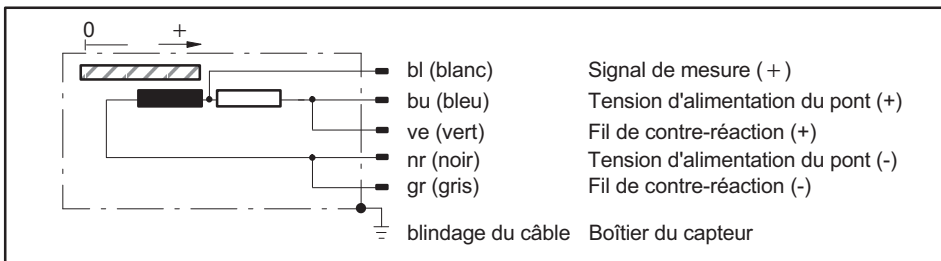 0 +
bl (blanc) Signal de mesure (+)
bu (bleu) Tension d'alimentation du pont (+)
ve (vert) Fil de contre-réaction (+)
nr (noir) Tension d'alimentation du pont (-)
gr (gris) Fil de contre-réaction (-)
blindage du câble Boîtier du capteur